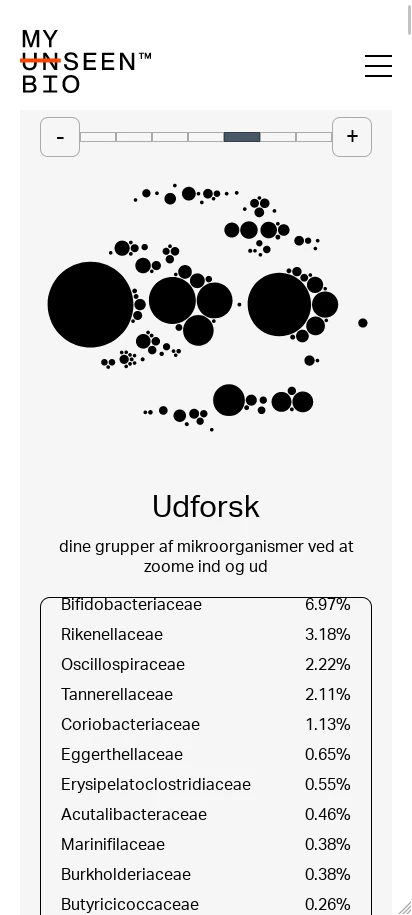 MY
UNSEEN™
BIO
-
+
Udforsk
dine grupper af mikroorganismer ved at
zoome ind og ud
Bifidobacteriaceae 6.97%
Rikenellaceae 3.18%
Oscillospiraceae 2.22%
Tannerellaceae 2.11%
Coriobacteriaceae 1.13%
Eggerthellaceae 0.65%
Erysipelatoclostridiaceae 0.55%
Acutalibacteraceae 0.46%
Marinifilaceae 0.38%
Burkholderiaceae 0.38%
Butyricicoccaceae 0.26%